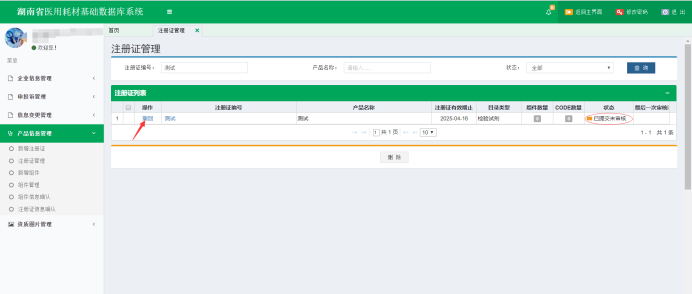 湖南省医用耗材基础数据库系统
返回主界面 修改密码 退 出
欢迎您!
菜单
企业信息管理
申投诉管理
信息变更管理
产品信息管理
新增注册证
注册证管理
新增组件
组件管理
组件信息确认
注册证信息确认
资质图片管理
首页 注册证管理
注册证管理
注册证编号: 测试 产品名称: 请输入... 状态: 全部 查 询
注册证列表
操作 注册证编号 产品名称 注册证有效期止 目录类型 组件数量 CODE数量 状态 最后一次审核
1 撤回 测试 测试 2025-04-16 检验试剂 0 0 已提交未审核
1 共 1 页 10 1 - 1 共 1 条
删 除